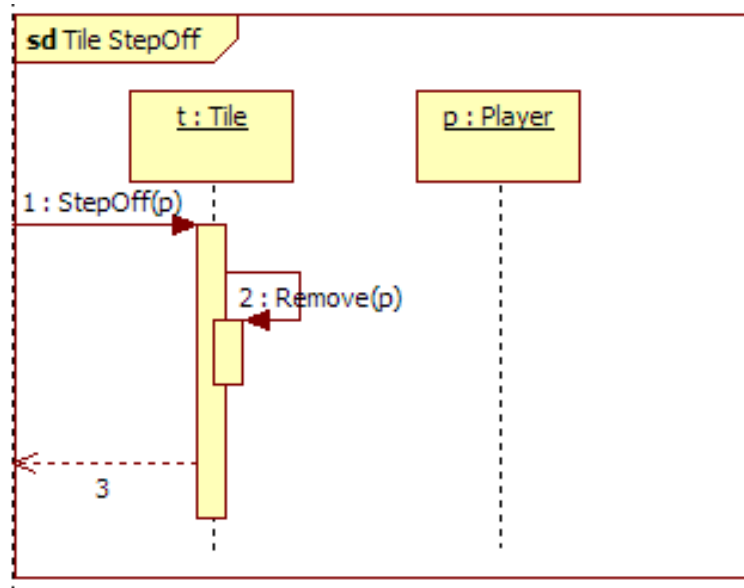 sd Tile StepOff
t : Tile
p : Player
1 : StepOff(p)
2 : Remove(p)
3